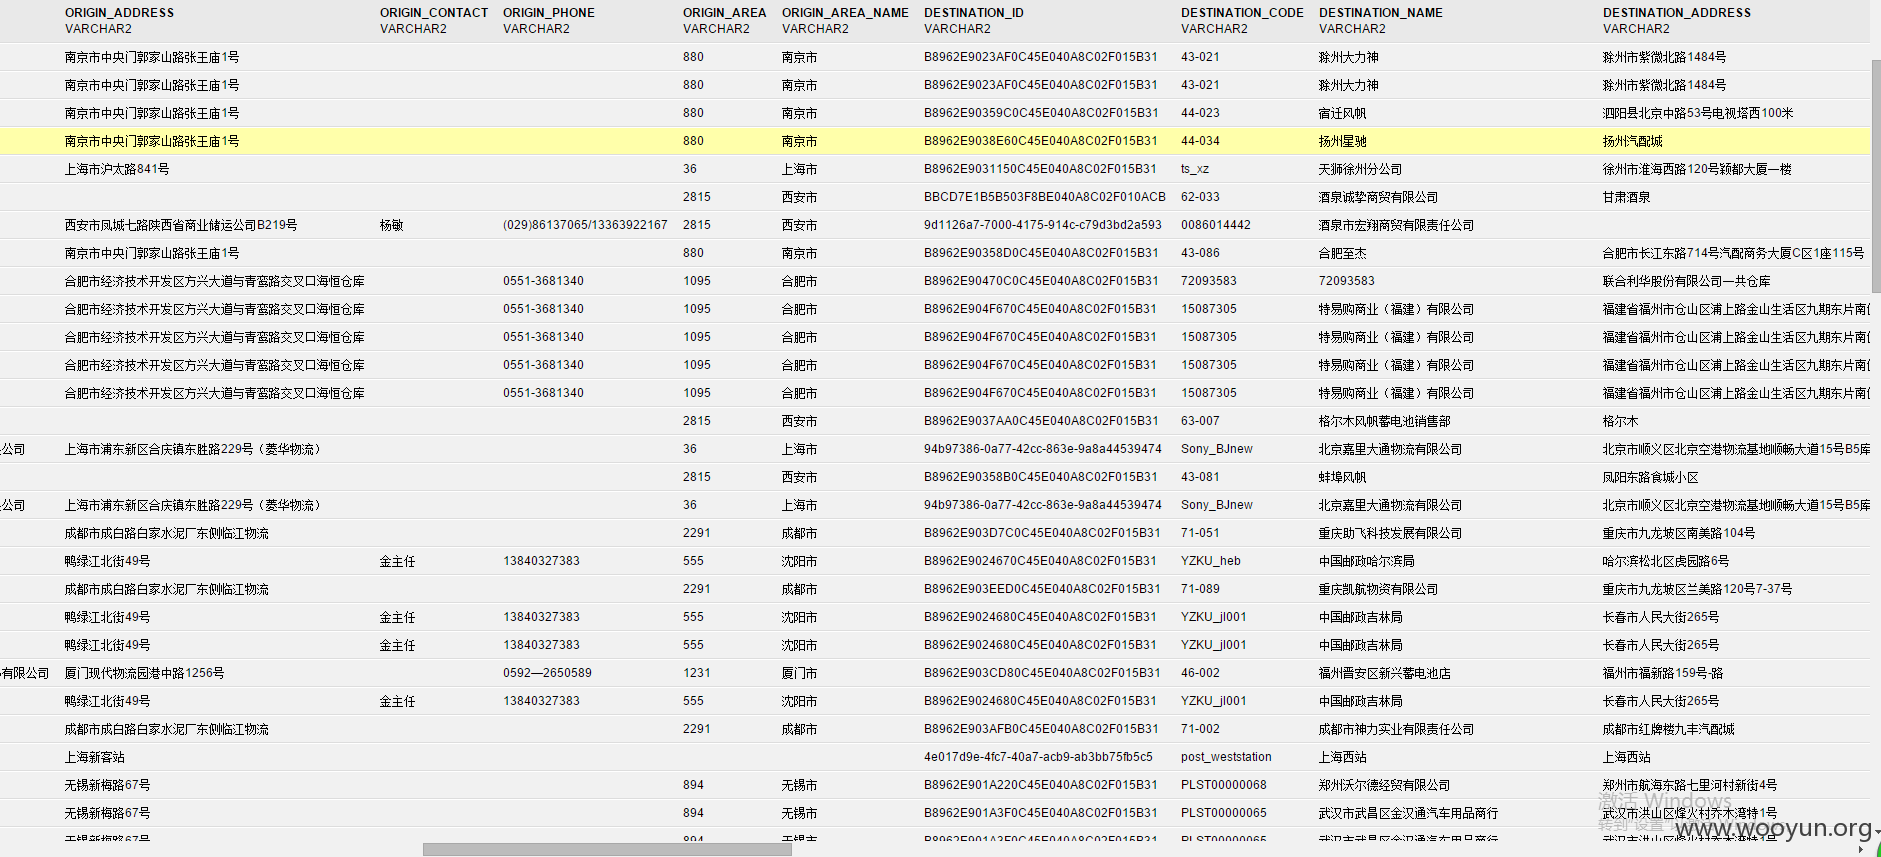 ORIGIN_ADDRESS ORIGIN_CONTACT ORIGIN_PHONE ORIGIN_AREA ORIGIN_AREA_NAME DESTINATION_ID DESTINATION_CODE DESTINATION_NAME DESTINATION_ADDRESS
VARCHAR2 VARCHAR2 VARCHAR2 VARCHAR2 VARCHAR2 VARCHAR2 VARCHAR2 VARCHAR2 VARCHAR2
南京市中央门郭家山路张王庙1号 880 南京市 B8962E9023AF0C45E040A8C02F015B31 43-021 滁州大力神 滁州市紫微北路1484号
南京市中央门郭家山路张王庙1号 880 南京市 B8962E9023AF0C45E040A8C02F015B31 43-021 滁州大力神 滁州市紫微北路1484号
南京市中央门郭家山路张王庙1号 880 南京市 B8962E90359C0C45E040A8C02F015B31 44-023 宿迁风帆 泗阳县北京中路53号电视塔西100米
南京市中央门郭家山路张王庙1号 880 南京市 B8962E9038E60C45E040A8C02F015B31 44-034 扬州星驰 扬州汽配城
上海市沪太路841号 36 上海市 B8962E9031150C45E040A8C02F015B31 ts_xz 天狮徐州分公司 徐州市淮海西路120号颖都大厦一楼
2815 西安市 BBCD7E1B5B503F8BE040A8C02F010ACB 62-033 酒泉诚挚商贸有限公司 甘肃酒泉
西安市凤城七路陕西省商业储运公司B219号 杨敏 (029)86137065/13363922167 2815 西安市 9d1126a7-7000-4175-914c-c79d3bd2a593 0086014442 酒泉市宏翔商贸有限责任公司
南京市中央门郭家山路张王庙1号 880 南京市 B8962E90358D0C45E040A8C02F015B31 43-086 合肥至杰 合肥市长江东路714号汽配商务大厦C区1座115号
合肥市经济技术开发区方兴大道与青鸾路交叉口海恒仓库 0551-3681340 1095 合肥市 B8962E90470C0C45E040A8C02F015B31 72093583 72093583 联合利华股份有限公司一共仓库
合肥市经济技术开发区方兴大道与青鸾路交叉口海恒仓库 0551-3681340 1095 合肥市 B8962E904F670C45E040A8C02F015B31 15087305 特易购商业（福建）有限公司 福建省福州市仓山区浦上路金山生活区九期东片南
合肥市经济技术开发区方兴大道与青鸾路交叉口海恒仓库 0551-3681340 1095 合肥市 B8962E904F670C45E040A8C02F015B31 15087305 特易购商业（福建）有限公司 福建省福州市仓山区浦上路金山生活区九期东片南
合肥市经济技术开发区方兴大道与青鸾路交叉口海恒仓库 0551-3681340 1095 合肥市 B8962E904F670C45E040A8C02F015B31 15087305 特易购商业（福建）有限公司 福建省福州市仓山区浦上路金山生活区九期东片南
合肥市经济技术开发区方兴大道与青鸾路交叉口海恒仓库 0551-3681340 1095 合肥市 B8962E904F670C45E040A8C02F015B31 15087305 特易购商业（福建）有限公司 福建省福州市仓山区浦上路金山生活区九期东片南
2815 西安市 B8962E9037AA0C45E040A8C02F015B31 63-007 格尔木风帆蓄电池销售部 格尔木
公司 上海市浦东新区合庆镇东胜路229号（菱华物流） 36 上海市 94b97386-0a77-42cc-863e-9a8a44539474 Sony_BJnew 北京嘉里大通物流有限公司 北京市顺义区北京空港物流基地顺畅大道15号B5库
2815 西安市 B8962E90358B0C45E040A8C02F015B31 43-081 蚌埠风帆 凤阳东路食城小区
公司 上海市浦东新区合庆镇东胜路229号（菱华物流） 36 上海市 94b97386-0a77-42cc-863e-9a8a44539474 Sony_BJnew 北京嘉里大通物流有限公司 北京市顺义区北京空港物流基地顺畅大道15号B5库
成都市成白路白家水泥厂东侧临江物流 2291 成都市 B8962E903D7C0C45E040A8C02F015B31 71-051 重庆助飞科技发展有限公司 重庆市九龙坡区南美路104号
鸭绿江北街49号 金主任 13840327383 555 沈阳市 B8962E9024670C45E040A8C02F015B31 YZKU_heb 中国邮政哈尔滨局 哈尔滨松北区虎园路6号
成都市成白路白家水泥厂东侧临江物流 2291 成都市 B8962E903EED0C45E040A8C02F015B31 71-089 重庆凯航物资有限公司 重庆市九龙坡区兰美路120号7-37号
鸭绿江北街49号 金主任 13840327383 555 沈阳市 B8962E9024680C45E040A8C02F015B31 YZKU_jl001 中国邮政吉林局 长春市人民大街265号
鸭绿江北街49号 金主任 13840327383 555 沈阳市 B8962E9024680C45E040A8C02F015B31 YZKU_jl001 中国邮政吉林局 长春市人民大街265号
有限公司 厦门现代物流园港中路1256号 0592—2650589 1231 厦门市 B8962E903CD80C45E040A8C02F015B31 46-002 福州晋安区新兴蓄电池店 福州市福新路159号-路
鸭绿江北街49号 金主任 13840327383 555 沈阳市 B8962E9024680C45E040A8C02F015B31 YZKU_jl001 中国邮政吉林局 长春市人民大街265号
成都市成白路白家水泥厂东侧临江物流 2291 成都市 B8962E903AFB0C45E040A8C02F015B31 71-002 成都市神力实业有限责任公司 成都市红牌楼九丰汽配城
上海新客站 4e017d9e-4fc7-40a7-acb9-ab3bb75fb5c5 post_weststation 上海西站 上海西站
无锡新梅路67号 894 无锡市 B8962E901A220C45E040A8C02F015B31 PLST00000068 郑州沃尔德经贸有限公司 郑州市航海东路七里河村新街4号
激活 Windows
无锡新梅路67号 894 无锡市 B8962E901A3F0C45E040A8C02F015B31 PLST00000065 武汉市武昌区金汉通汽车用品商行 武汉市洪山区烽火村乔木湾特1号
转到"设置"
www.wooyun.org
无锡新梅路67号 894 无锡市 B8962E901A3F0C45E040A8C02F015B31 PLST00000065 武汉市武昌区金汉通汽车用品商行 武汉市洪山区烽火村乔木湾特1号